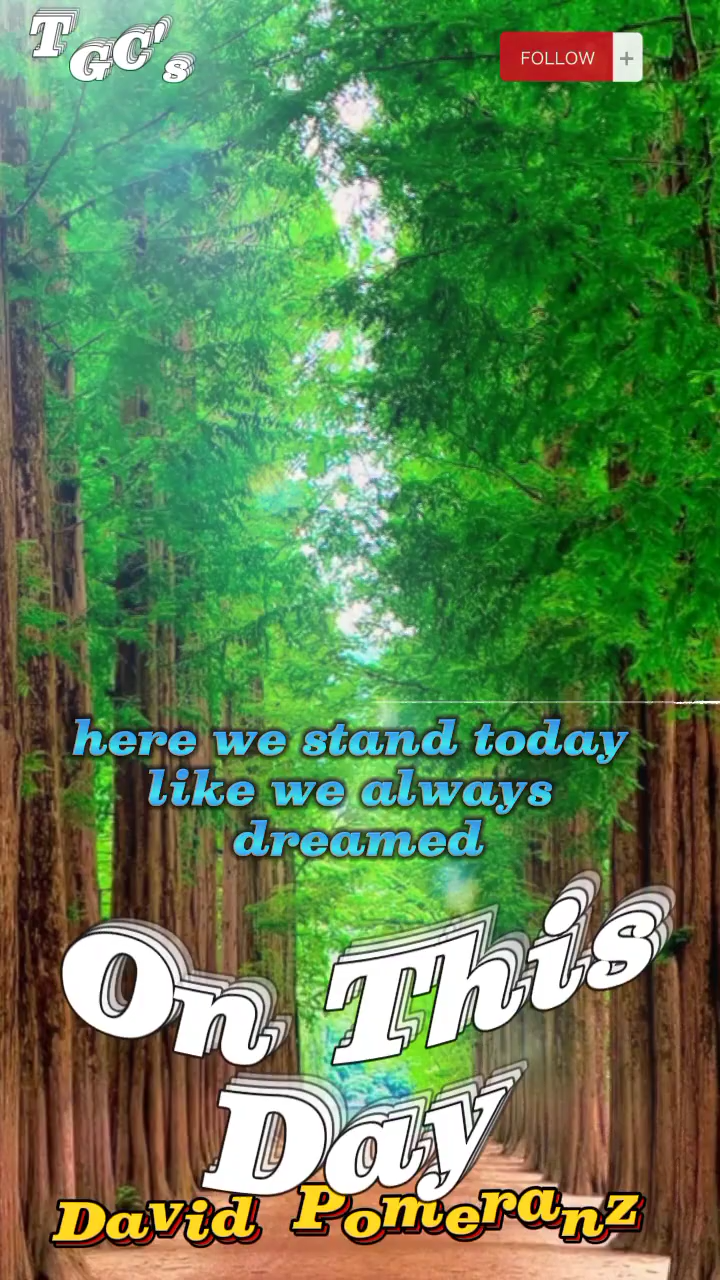 TGC's
FOLLOW +
here we stand today
like we always
dreamed
On This
Day
David Pomeranz